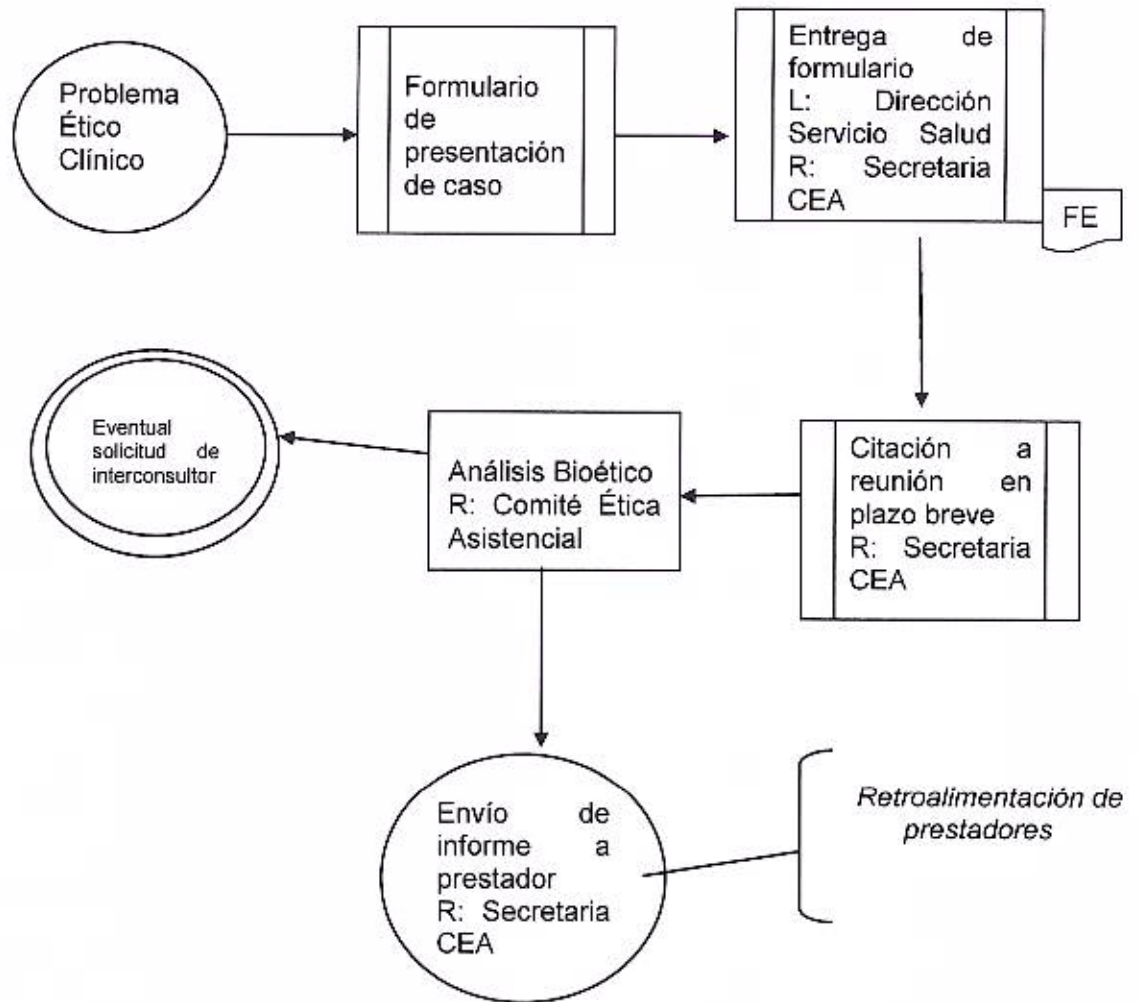 Problema
Ético
Clínico
Formulario
de
presentación
de caso
Entrega de
formulario
L: Dirección
Servicio Salud
R: Secretaria
CEA
FE
Citación a
reunión en
plazo breve
R: Secretaria
CEA
Análisis Bioético
R: Comité Ética
Asistencial
Eventual
solicitud de
interconsultor
Envío de
informe a
prestador
R: Secretaria
CEA
Retroalimentación de
prestadores